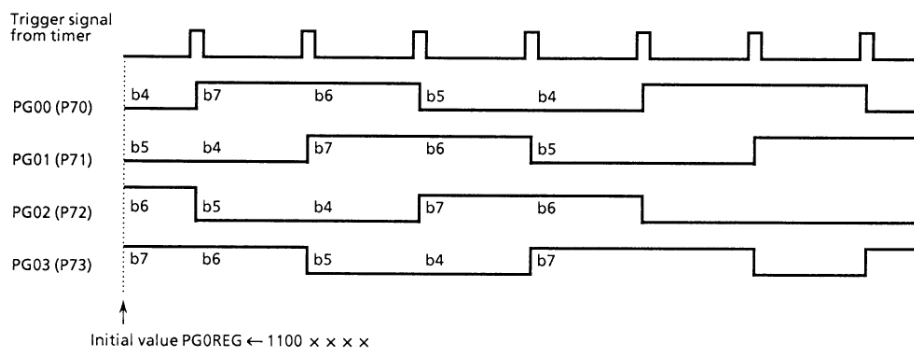 Trigger signal
from timer
PG00 (P70)
b4 b7 b6 b5 b4
PG01 (P71)
b5 b4 b7 b6 b5
PG02 (P72)
b6 b5 b4 b7 b6
PG03 (P73)
b7 b6 b5 b4 b7
Initial value PG0REG ← 1100 × × × ×